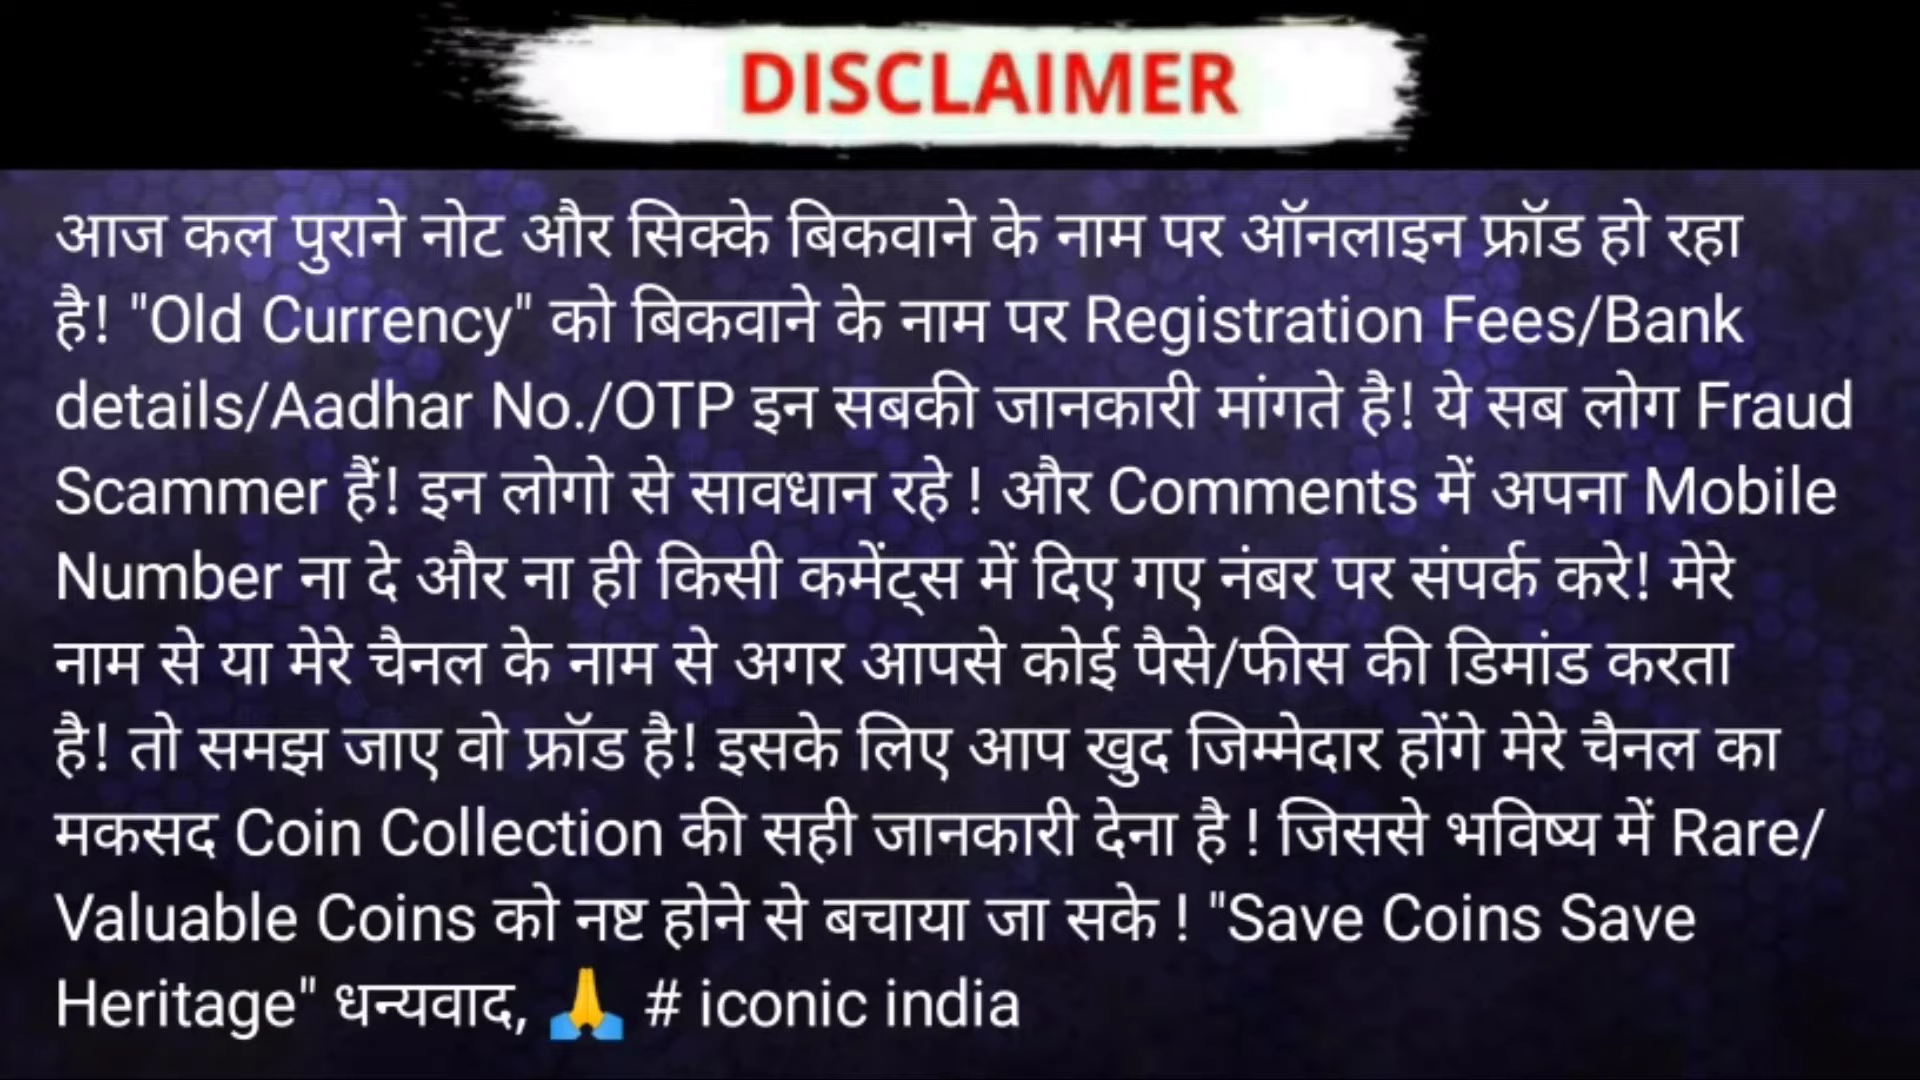 DISCLAIMER
आज कल पुराने नोट और सिक्के बिकवाने के नाम पर ऑनलाइन फ्रॉड हो रहा
है! "Old Currency" को बिकवाने के नाम पर Registration Fees/Bank
details/Aadhar No./OTP इन सबकी जानकारी मांगते है! ये सब लोग Fraud
Scammer हैं! इन लोगो से सावधान रहे ! और Comments में अपना Mobile
Number ना दे और ना ही किसी कमेंट्स में दिए गए नंबर पर संपर्क करे! मेरे
नाम से या मेरे चैनल के नाम से अगर आपसे कोई पैसे/फीस की डिमांड करता
है! तो समझ जाए वो फ्रॉड है! इसके लिए आप खुद जिम्मेदार होंगे मेरे चैनल का
मकसद Coin Collection की सही जानकारी देना है ! जिससे भविष्य में Rare/
Valuable Coins को नष्ट होने से बचाया जा सके ! "Save Coins Save
Heritage" धन्यवाद, 🙏 # iconic india